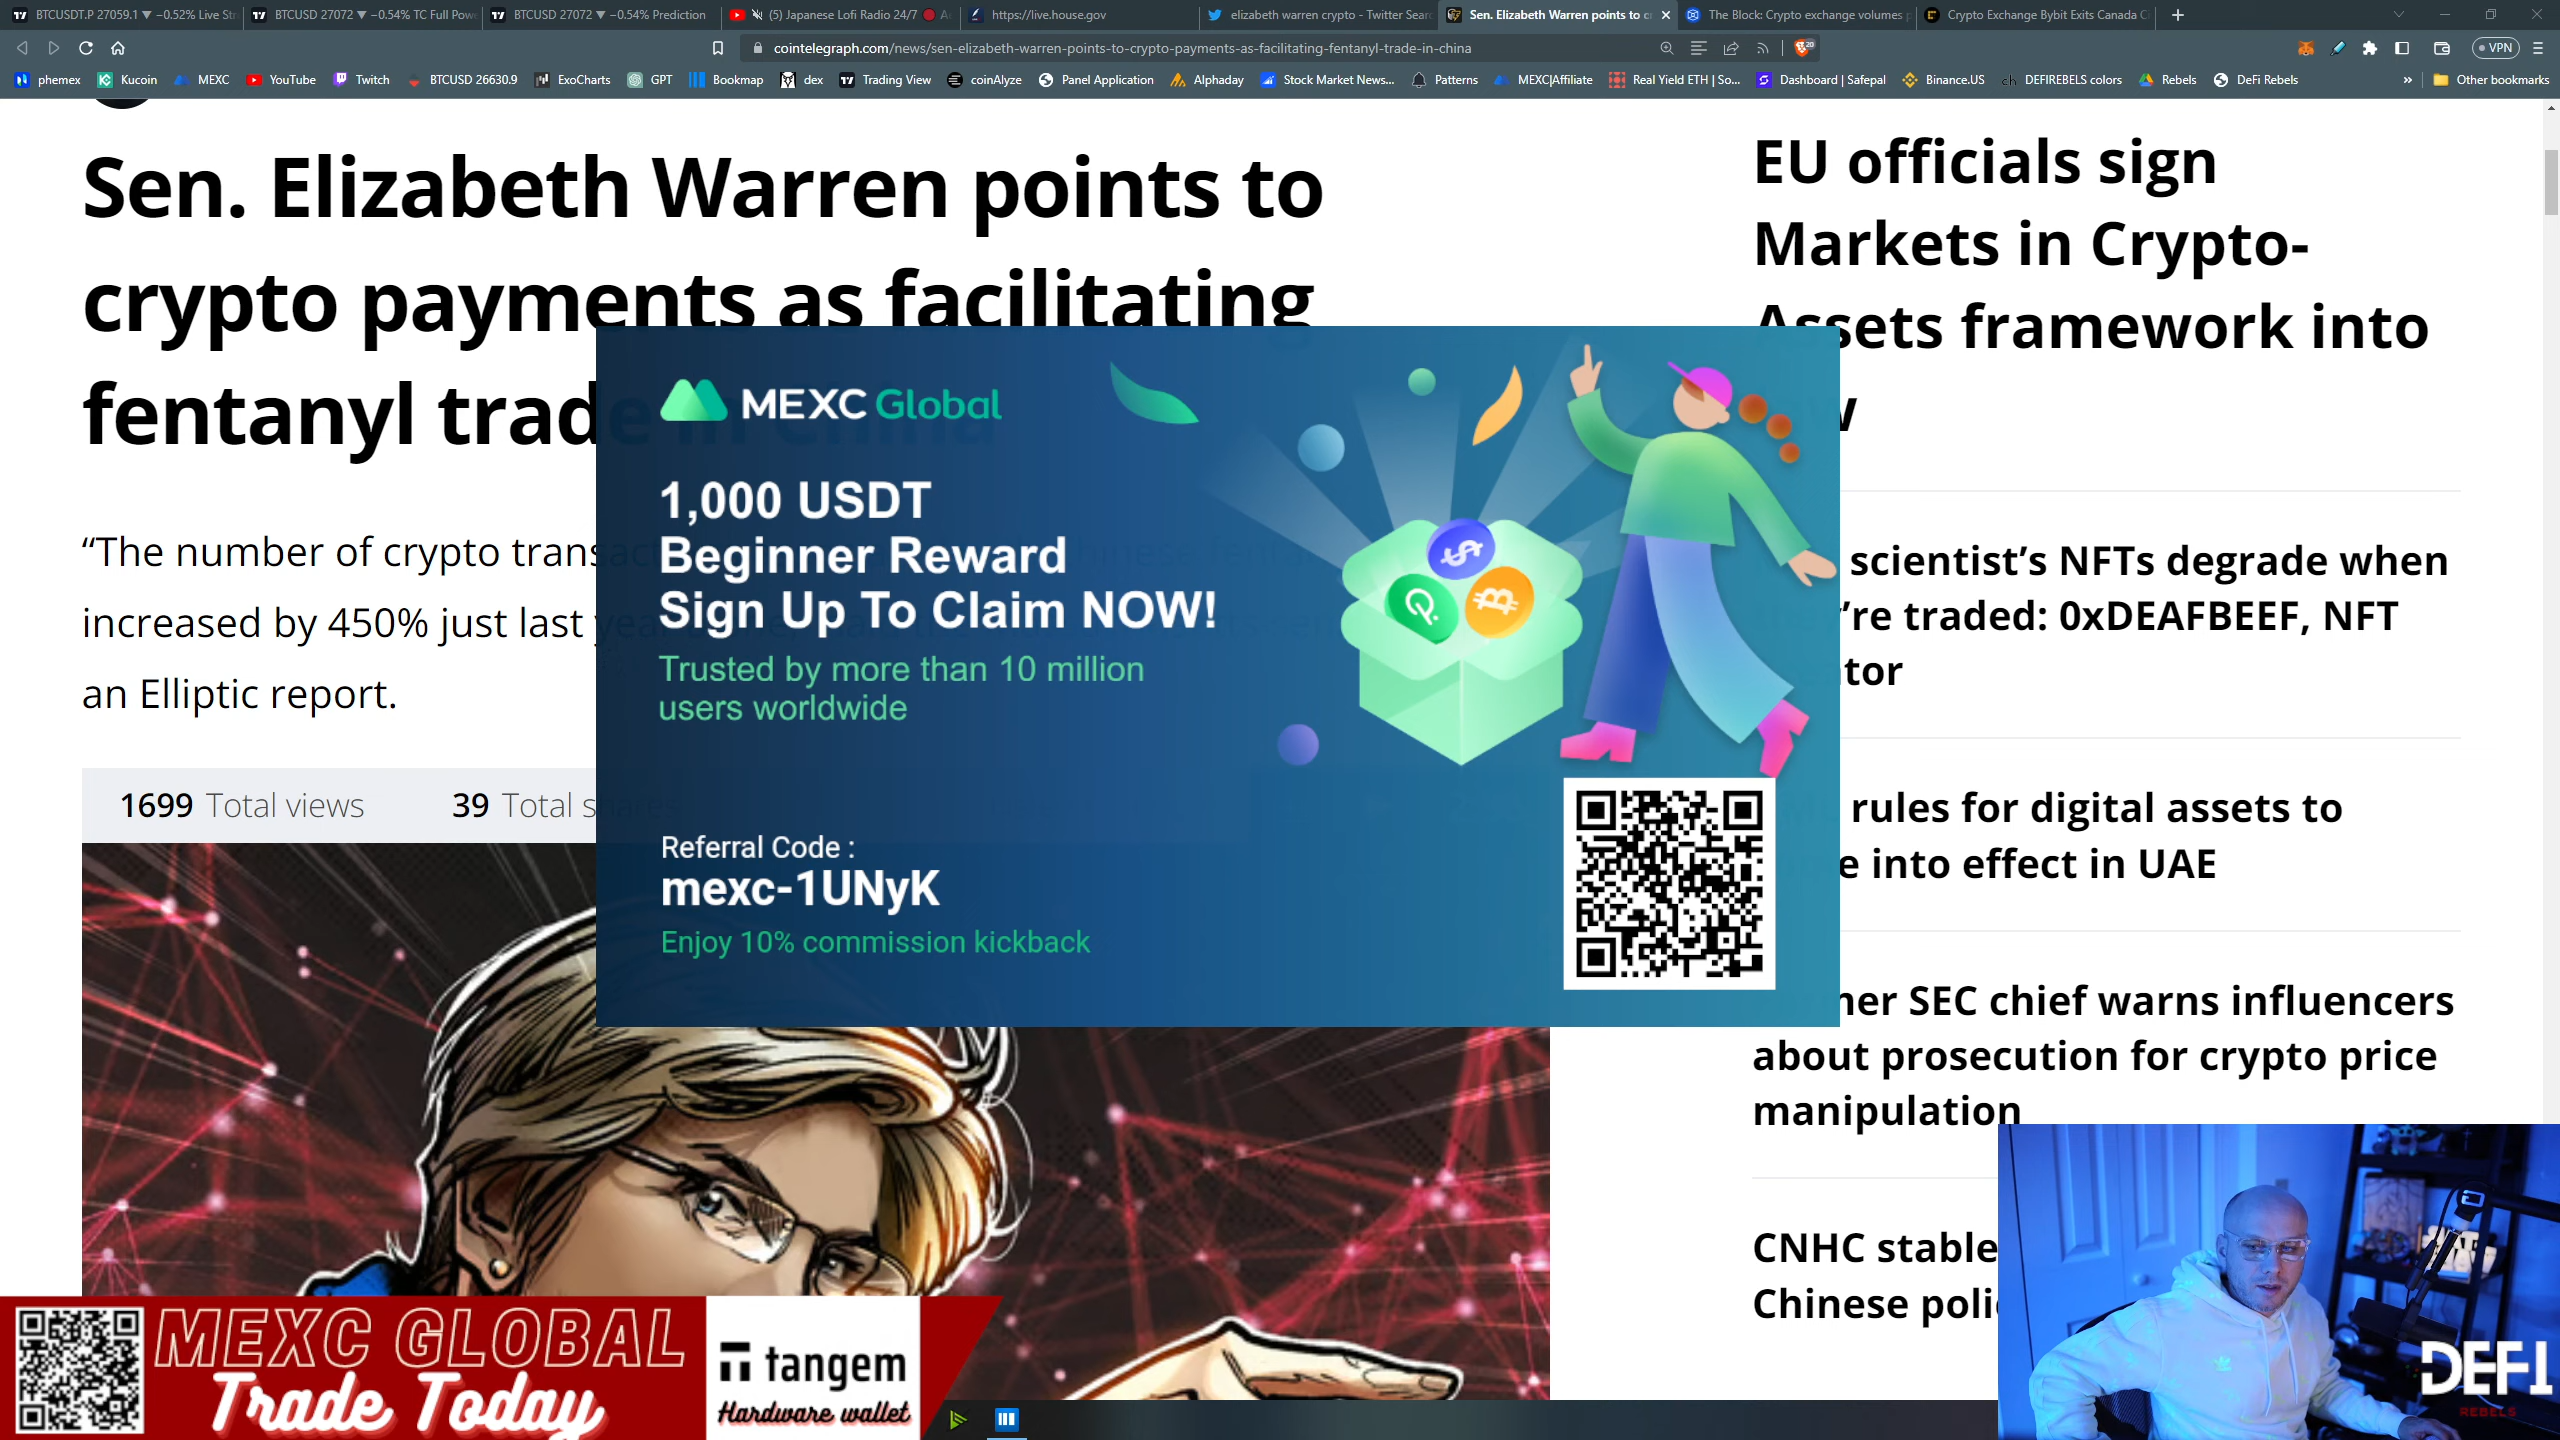 BTCUSDT.P 27059.1 ▼ −0.52% Live Str
BTCUSD 27072 ▼ −0.54% TC Full Pow
BTCUSD 27072 ▼ −0.54% Prediction
(5) Japanese Lofi Radio 24/7
https://live.house.gov
elizabeth warren crypto - Twitter Sear
Sen. Elizabeth Warren points to c
The Block: Crypto exchange volumes p
Crypto Exchange Bybit Exits Canada C
cointelegraph.com/news/sen-elizabeth-warren-points-to-crypto-payments-as-facilitating-fentanyl-trade-in-china
20
VPN
phemex
Kucoin
MEXC
YouTube
Twitch
BTCUSD 26630.9
ExoCharts
GPT
Bookmap
dex
Trading View
coinAlyze
Panel Application
Alphaday
Stock Market News...
Patterns
MEXC|Affiliate
Real Yield ETH | So...
Dashboard | Safepal
Binance.US
DEFIREBELS colors
Rebels
DeFi Rebels
»
Other bookmarks
Sen. Elizabeth Warren points to
crypto payments as facilitating
fentanyl trade in China
“The number of crypto
increased by 450% just last
an Elliptic report.
1699 Total views
39 Total shares
MEXC Global
1,000 USDT
Beginner Reward
Sign Up To Claim NOW!
Trusted by more than 10 million
users worldwide
Referral Code :
mexc-1UNyK
Enjoy 10% commission kickback
EU officials sign
Markets in Crypto-
Assets framework into
scientist’s NFTs degrade when
’re traded: 0xDEAFBEEF, NFT
rules for digital assets to
into effect in UAE
SEC chief warns influencers
about prosecution for crypto price
manipulation
CNHC
Chinese
MEXC GLOBAL
Trade Today
tangem
Hardware wallet
DEFI
REBELS